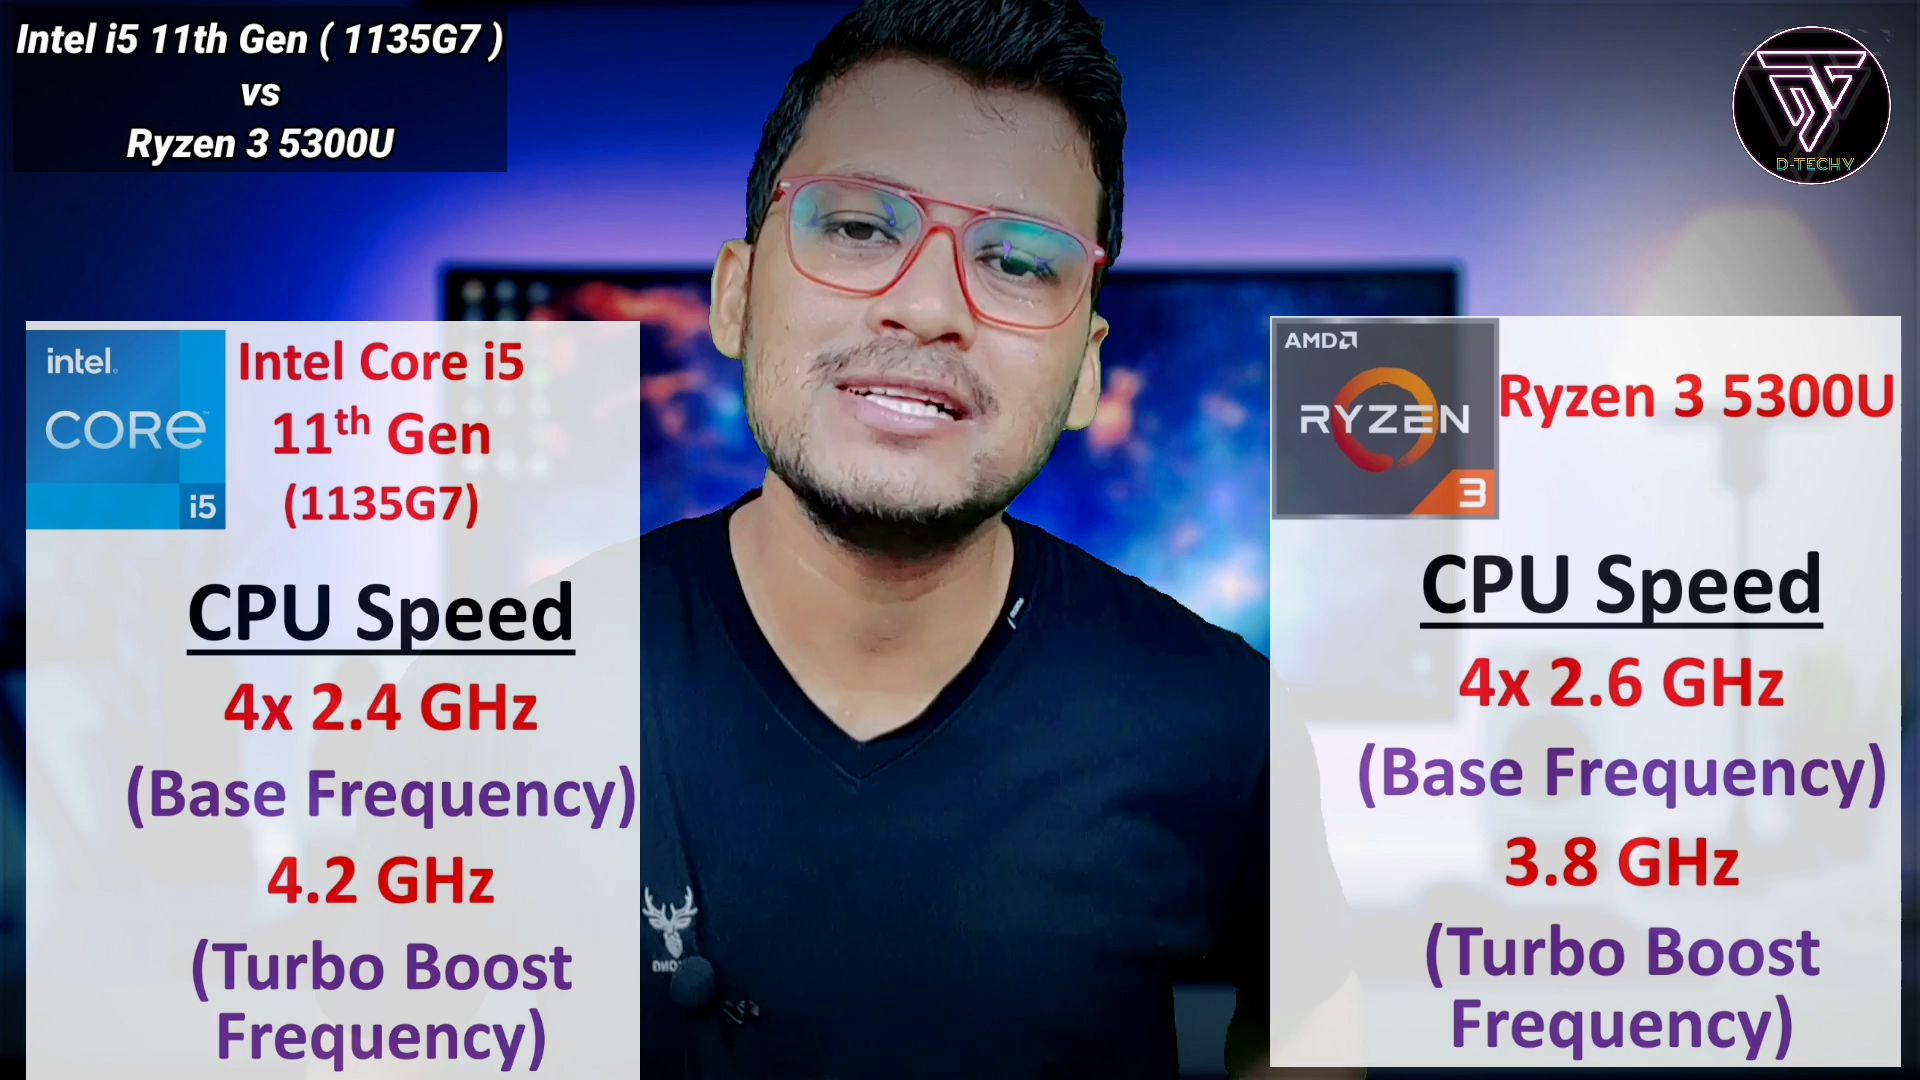 Intel i5 11th Gen ( 1135G7 )
vs
Ryzen 3 5300U
D-TECHY
intel.
CORE™
i5
Intel Core i5
11th Gen
(1135G7)
CPU Speed
4x 2.4 GHz
(Base Frequency)
4.2 GHz
(Turbo Boost
Frequency)
AMD
RYZEN
3
Ryzen 3 5300U
CPU Speed
4x 2.6 GHz
(Base Frequency)
3.8 GHz
(Turbo Boost
Frequency)